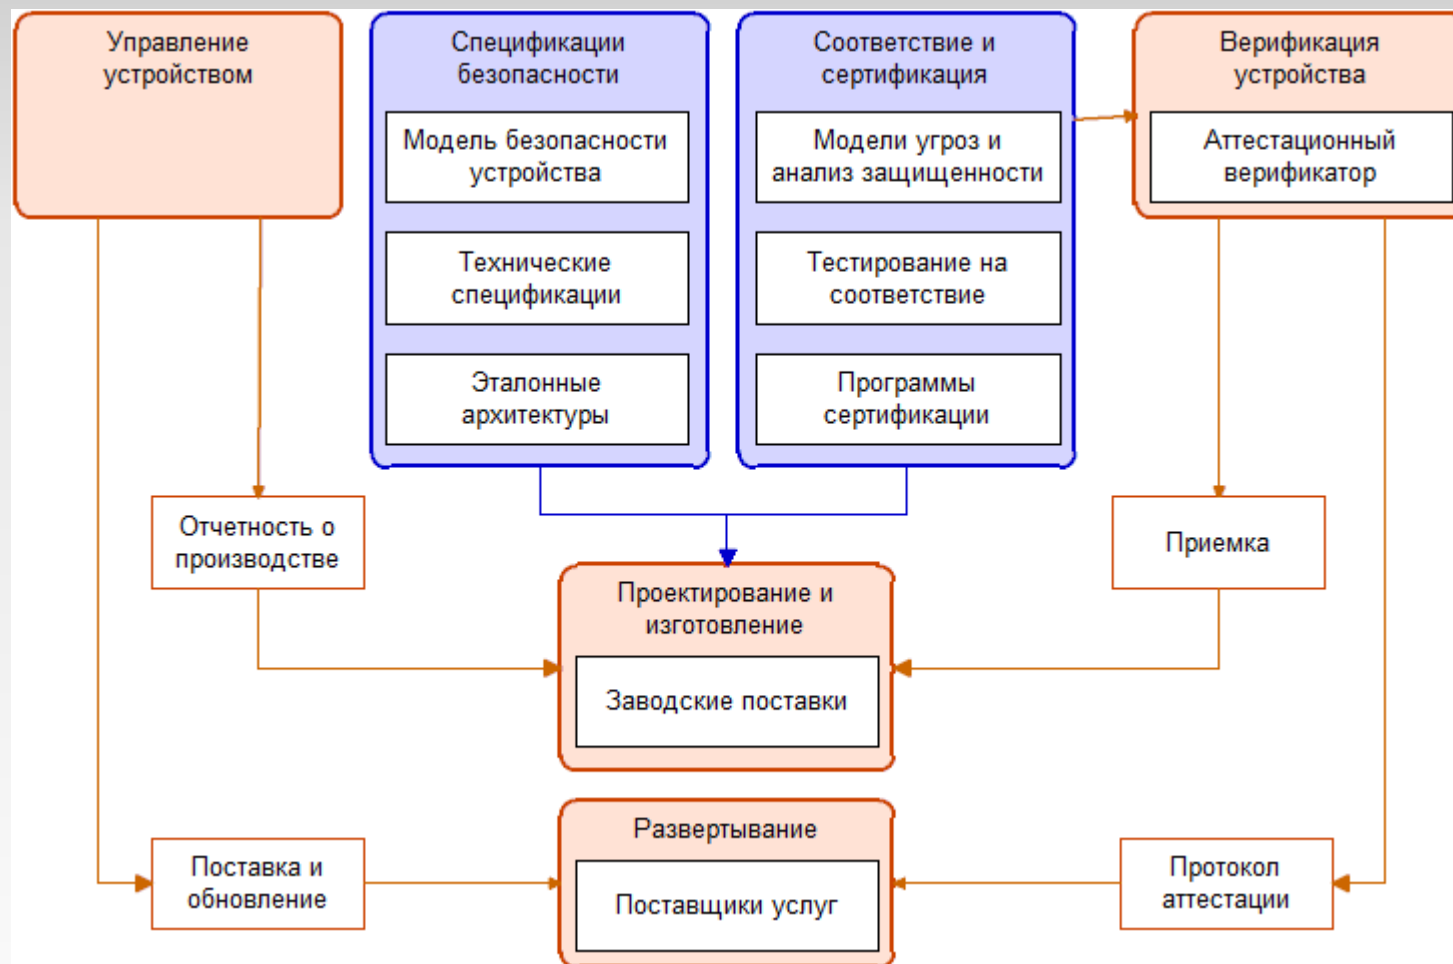 Управление
устройством
Спецификации
безопасности
Модель безопасности
устройства
Технические
спецификации
Эталонные
архитектуры
Соответствие и
сертификация
Модели угроз и
анализ защищенности
Тестирование на
соответствие
Программы
сертификации
Верификация
устройства
Аттестационный
верификатор
Отчетность о
производстве
Приемка
Проектирование и
изготовление
Заводские поставки
Поставка и
обновление
Развертывание
Поставщики услуг
Протокол
аттестации